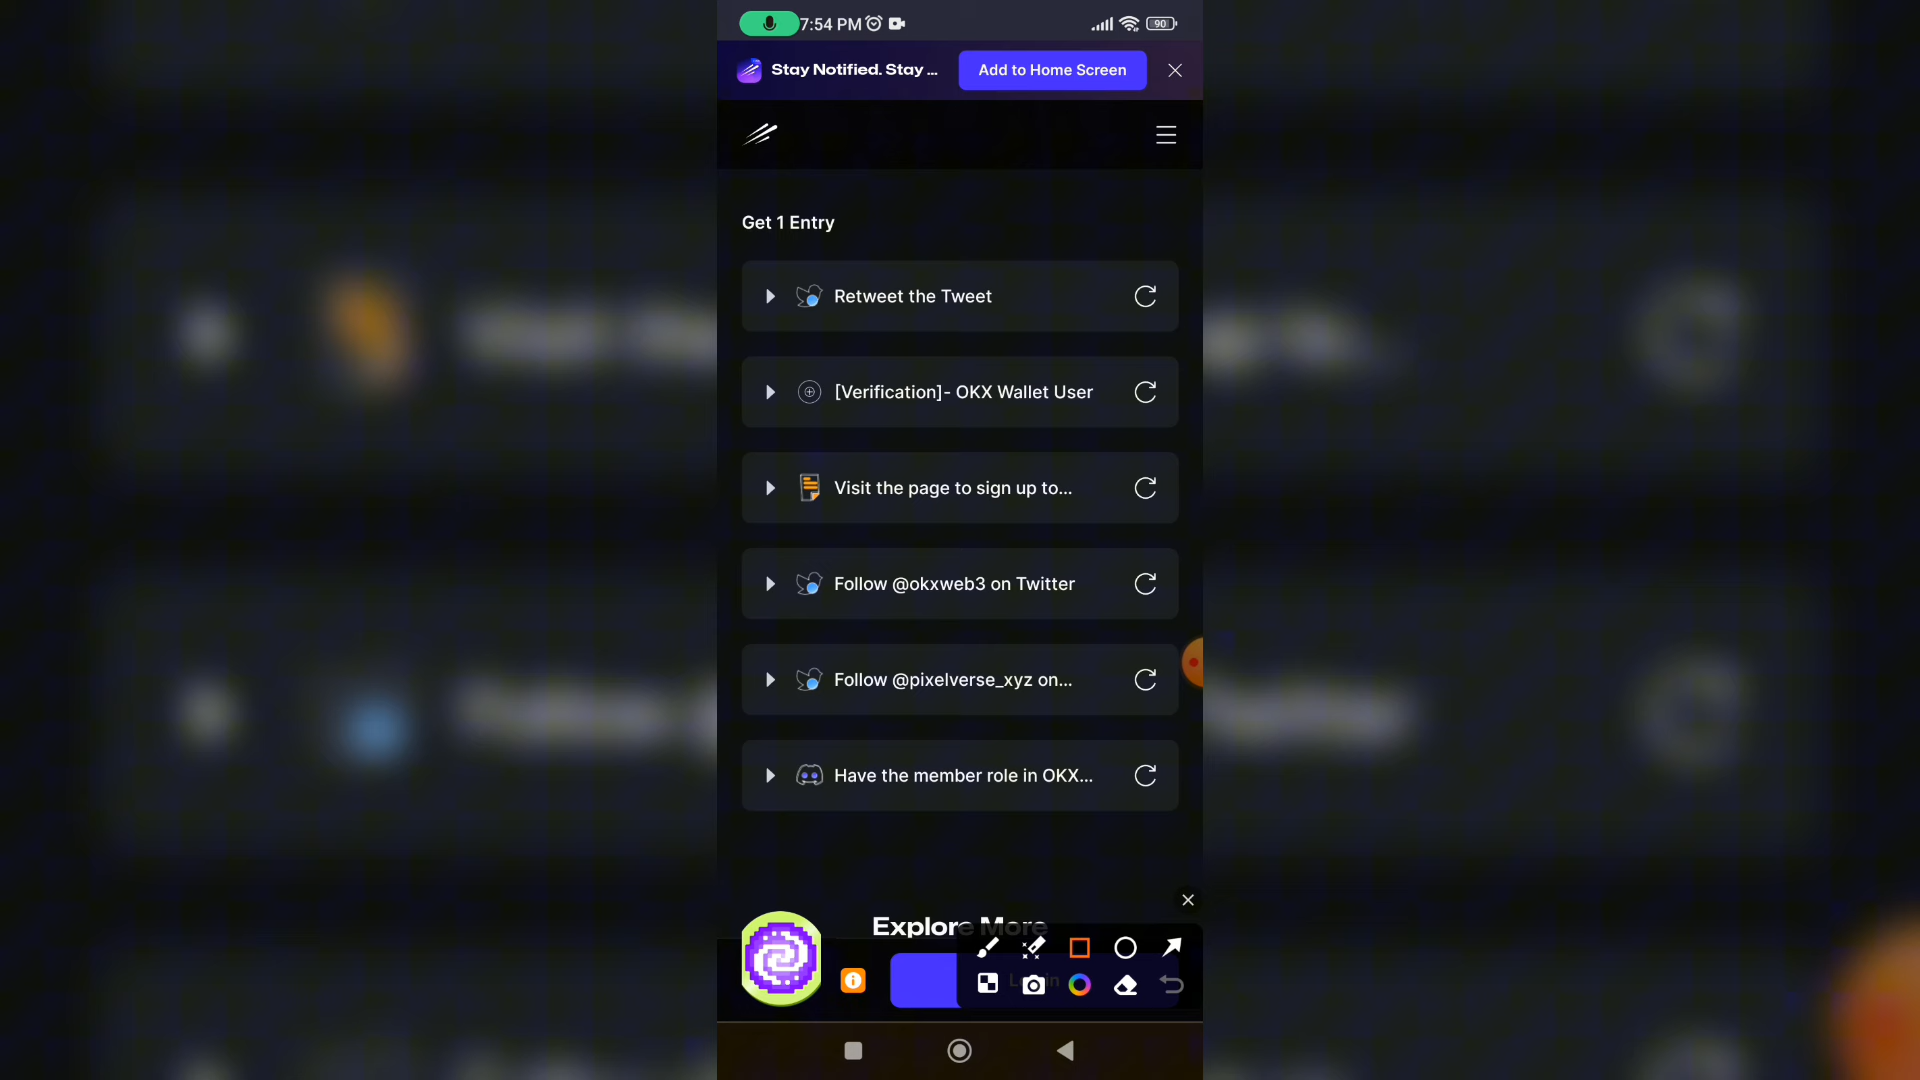 7:54 PM
90
Stay Notified. Stay ...
Add to Home Screen
Get 1 Entry
Retweet the Tweet
[Verification]- OKX Wallet User
Visit the page to sign up to...
Follow @okxweb3 on Twitter
Follow @pixelverse_xyz on...
Have the member role in OKX...
Explore More